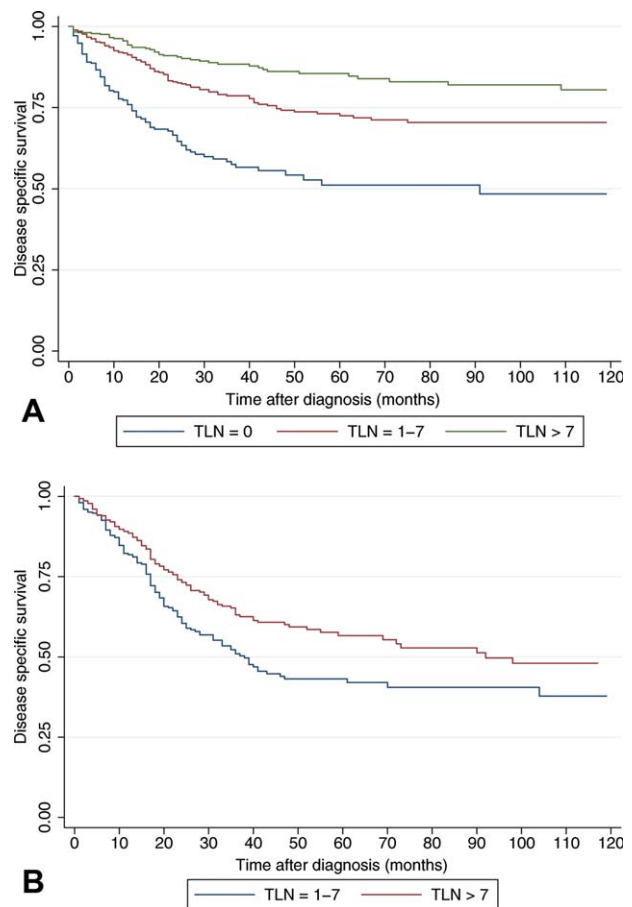 1.00
0.75
0.50
0.25
0.00
Disease specific survival
0 10 20 30 40 50 60 70 80 90 100 110 120
Time after diagnosis (months)
A
TLN = 0 TLN = 1–7 TLN > 7
1.00
0.75
0.50
0.25
0.00
Disease specific survival
0 10 20 30 40 50 60 70 80 90 100 110 120
Time after diagnosis (months)
B
TLN = 1–7 TLN > 7